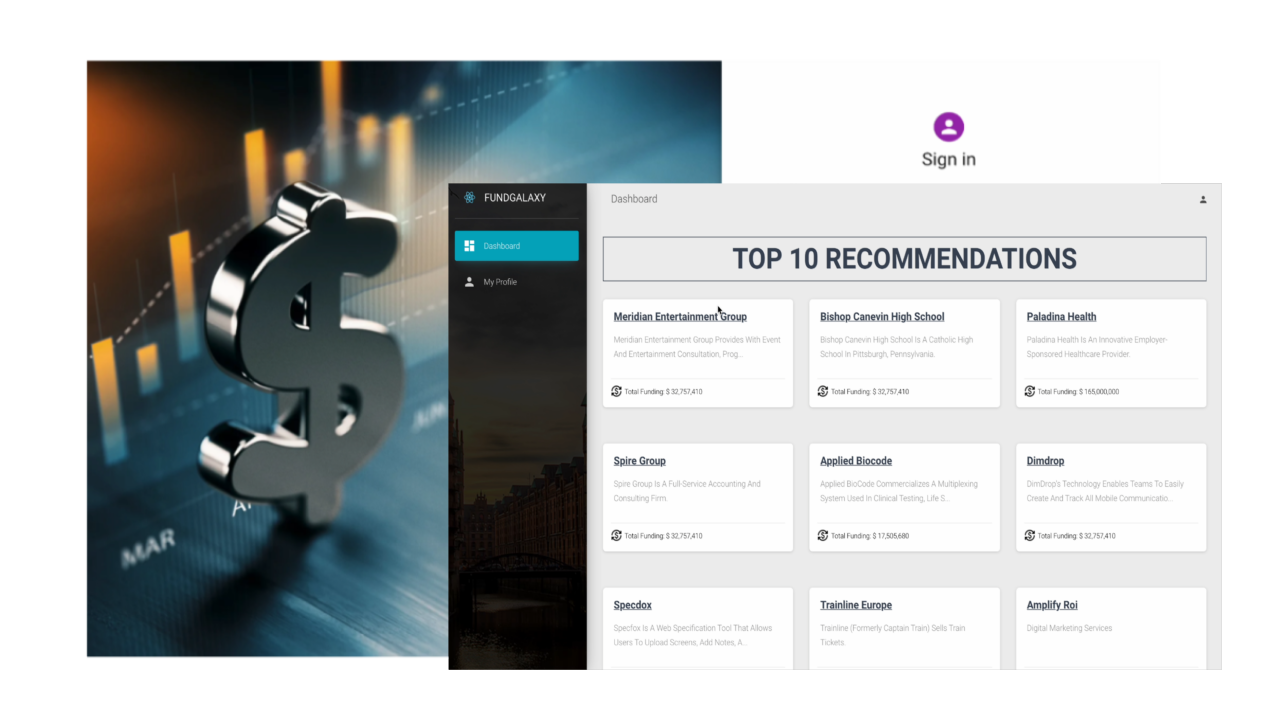 Sign in
FUNDGALAXY
Dashboard
Dashboard
My Profile
TOP 10 RECOMMENDATIONS
Meridian Entertainment Group
Meridian Entertainment Group Provides With Event
And Entertainment Consultation, Prog...
Total Funding: $ 32,757,410
Bishop Canevin High School
Bishop Canevin High School Is A Catholic High
School In Pittsburgh, Pennsylvania.
Total Funding: $ 32,757,410
Paladina Health
Paladina Health Is An Innovative Employer-
Sponsored Healthcare Provider.
Total Funding: $ 165,000,000
Spire Group
Spire Group Is A Full-Service Accounting And
Consulting Firm.
Total Funding: $ 32,757,410
Applied Biocode
Applied BioCode Commercializes A Multiplexing
System Used In Clinical Testing, Life S...
Total Funding: $ 17,505,680
Dimdrop
DimDrop's Technology Enables Teams To Easily
Create And Track All Mobile Communicatio...
Total Funding: $ 32,757,410
Specdox
Specfox Is A Web Specification Tool That Allows
Users To Upload Screens, Add Notes, A...
Trainline Europe
Trainline (Formerly Captain Train) Sells Train
Tickets.
Amplify Roi
Digital Marketing Services
$
MAR